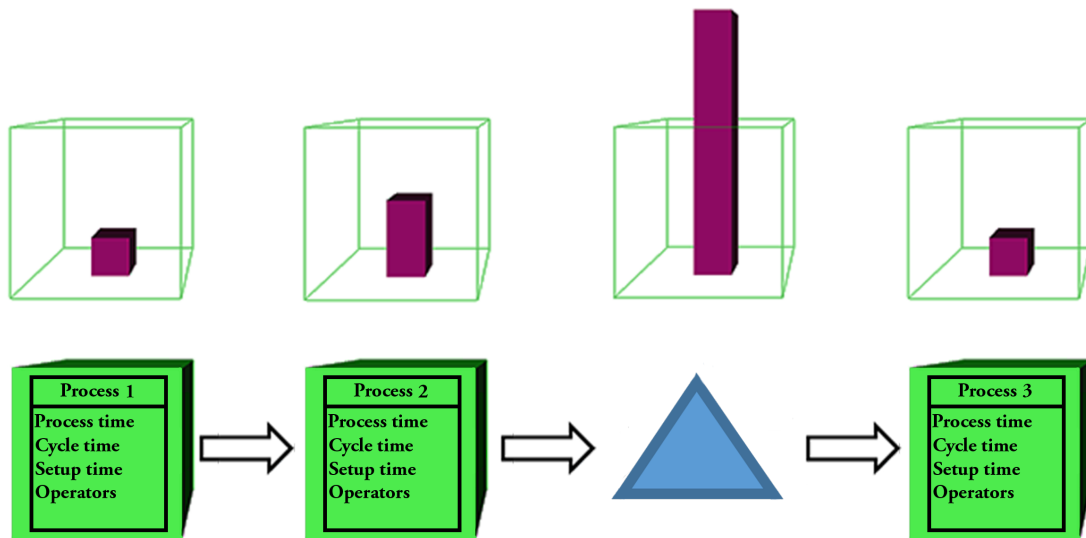 Process 1
Process time
Cycle time
Setup time
Operators
Process 2
Process time
Cycle time
Setup time
Operators
Process 3
Process time
Cycle time
Setup time
Operators